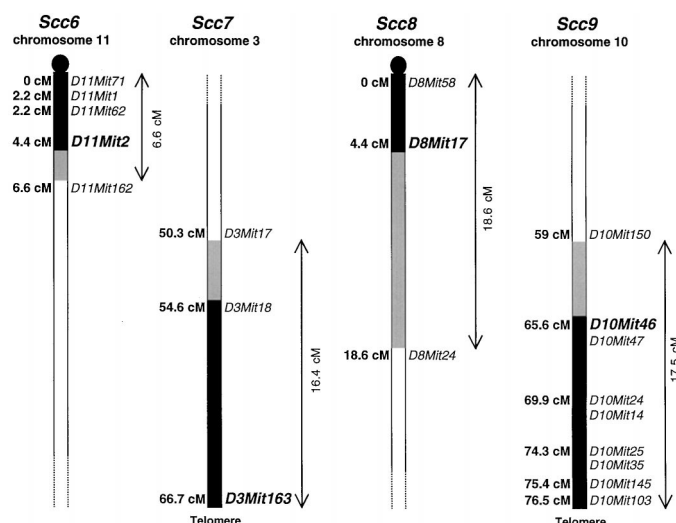 Scc6
chromosome 11
0 cM D11Mit71
2.2 cM D11Mit1
2.2 cM D11Mit62
4.4 cM D11Mit2
6.6 cM D11Mit162
6.6 cM
Scc7
chromosome 3
50.3 cM D3Mit17
54.6 cM D3Mit18
66.7 cM D3Mit163
16.4 cM
Telomere
Scc8
chromosome 8
0 cM D8Mit58
4.4 cM D8Mit17
18.6 cM D8Mit24
18.6 cM
Scc9
chromosome 10
59 cM D10Mit150
65.6 cM D10Mit46
D10Mit47
69.9 cM D10Mit24
D10Mit14
74.3 cM D10Mit25
D10Mit35
75.4 cM D10Mit145
76.5 cM D10Mit103
17.5 cM
Telomere